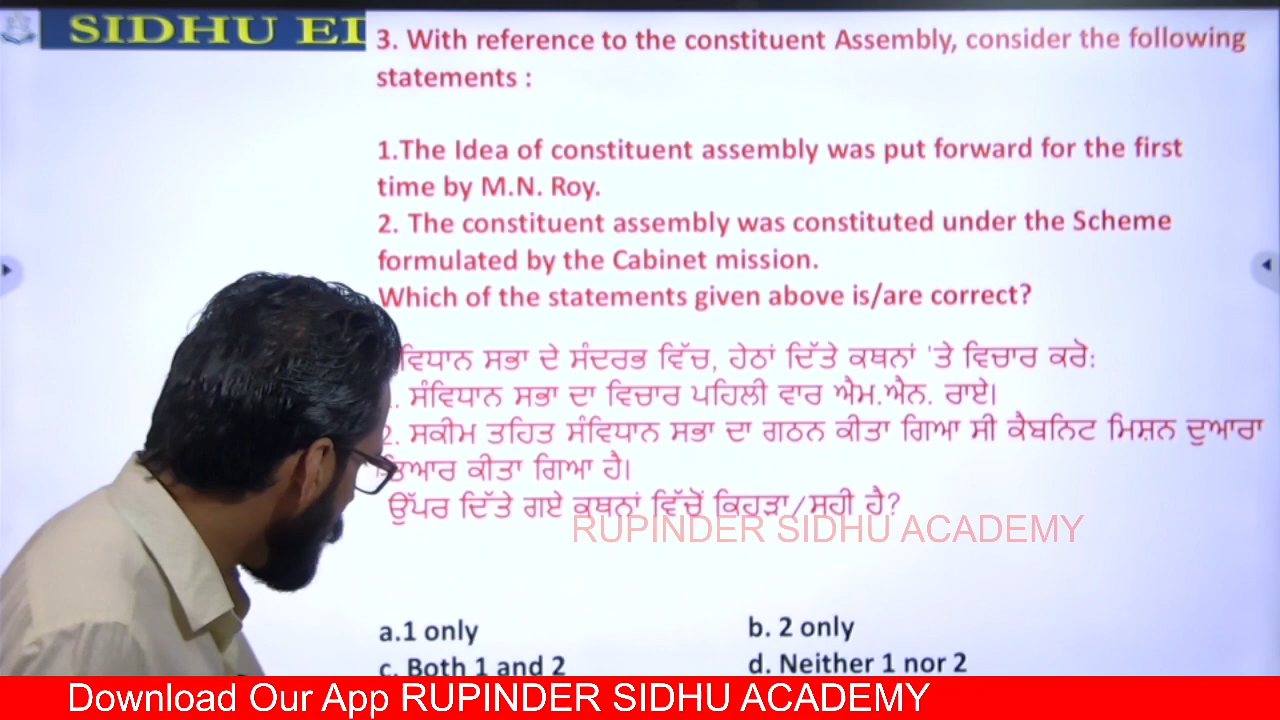 SIDHU EI
3. With reference to the constituent Assembly, consider the following
statements :
1.The Idea of constituent assembly was put forward for the first
time by M.N. Roy.
2. The constituent assembly was constituted under the Scheme
formulated by the Cabinet mission.
Which of the statements given above is/are correct?
ਵਿਧਾਨ ਸਭਾ ਦੇ ਸੰਦਰਭ ਵਿੱਚ, ਹੇਠਾਂ ਦਿੱਤੇ ਕਥਨਾਂ 'ਤੇ ਵਿਚਾਰ ਕਰੋ:
. ਸੰਵਿਧਾਨ ਸਭਾ ਦਾ ਵਿਚਾਰ ਪਹਿਲੀ ਵਾਰ ਐਮ.ਐਨ. ਰਾਏ।
2. ਸਕੀਮ ਤਹਿਤ ਸੰਵਿਧਾਨ ਸਭਾ ਦਾ ਗਠਨ ਕੀਤਾ ਗਿਆ ਸੀ ਕੈਬਨਿਟ ਮਿਸ਼ਨ ਦੁਆਰਾ
ਤਿਆਰ ਕੀਤਾ ਗਿਆ ਹੈ।
ਉੱਪਰ ਦਿੱਤੇ ਗਏ ਕਥਨਾਂ ਵਿੱਚੋਂ ਕਿਹੜਾ/ਸਹੀ ਹੈ?
RUPINDER SIDHU ACADEMY
a.1 only
b. 2 only
c. Both 1 and 2
d. Neither 1 nor 2
Download Our App RUPINDER SIDHU ACADEMY